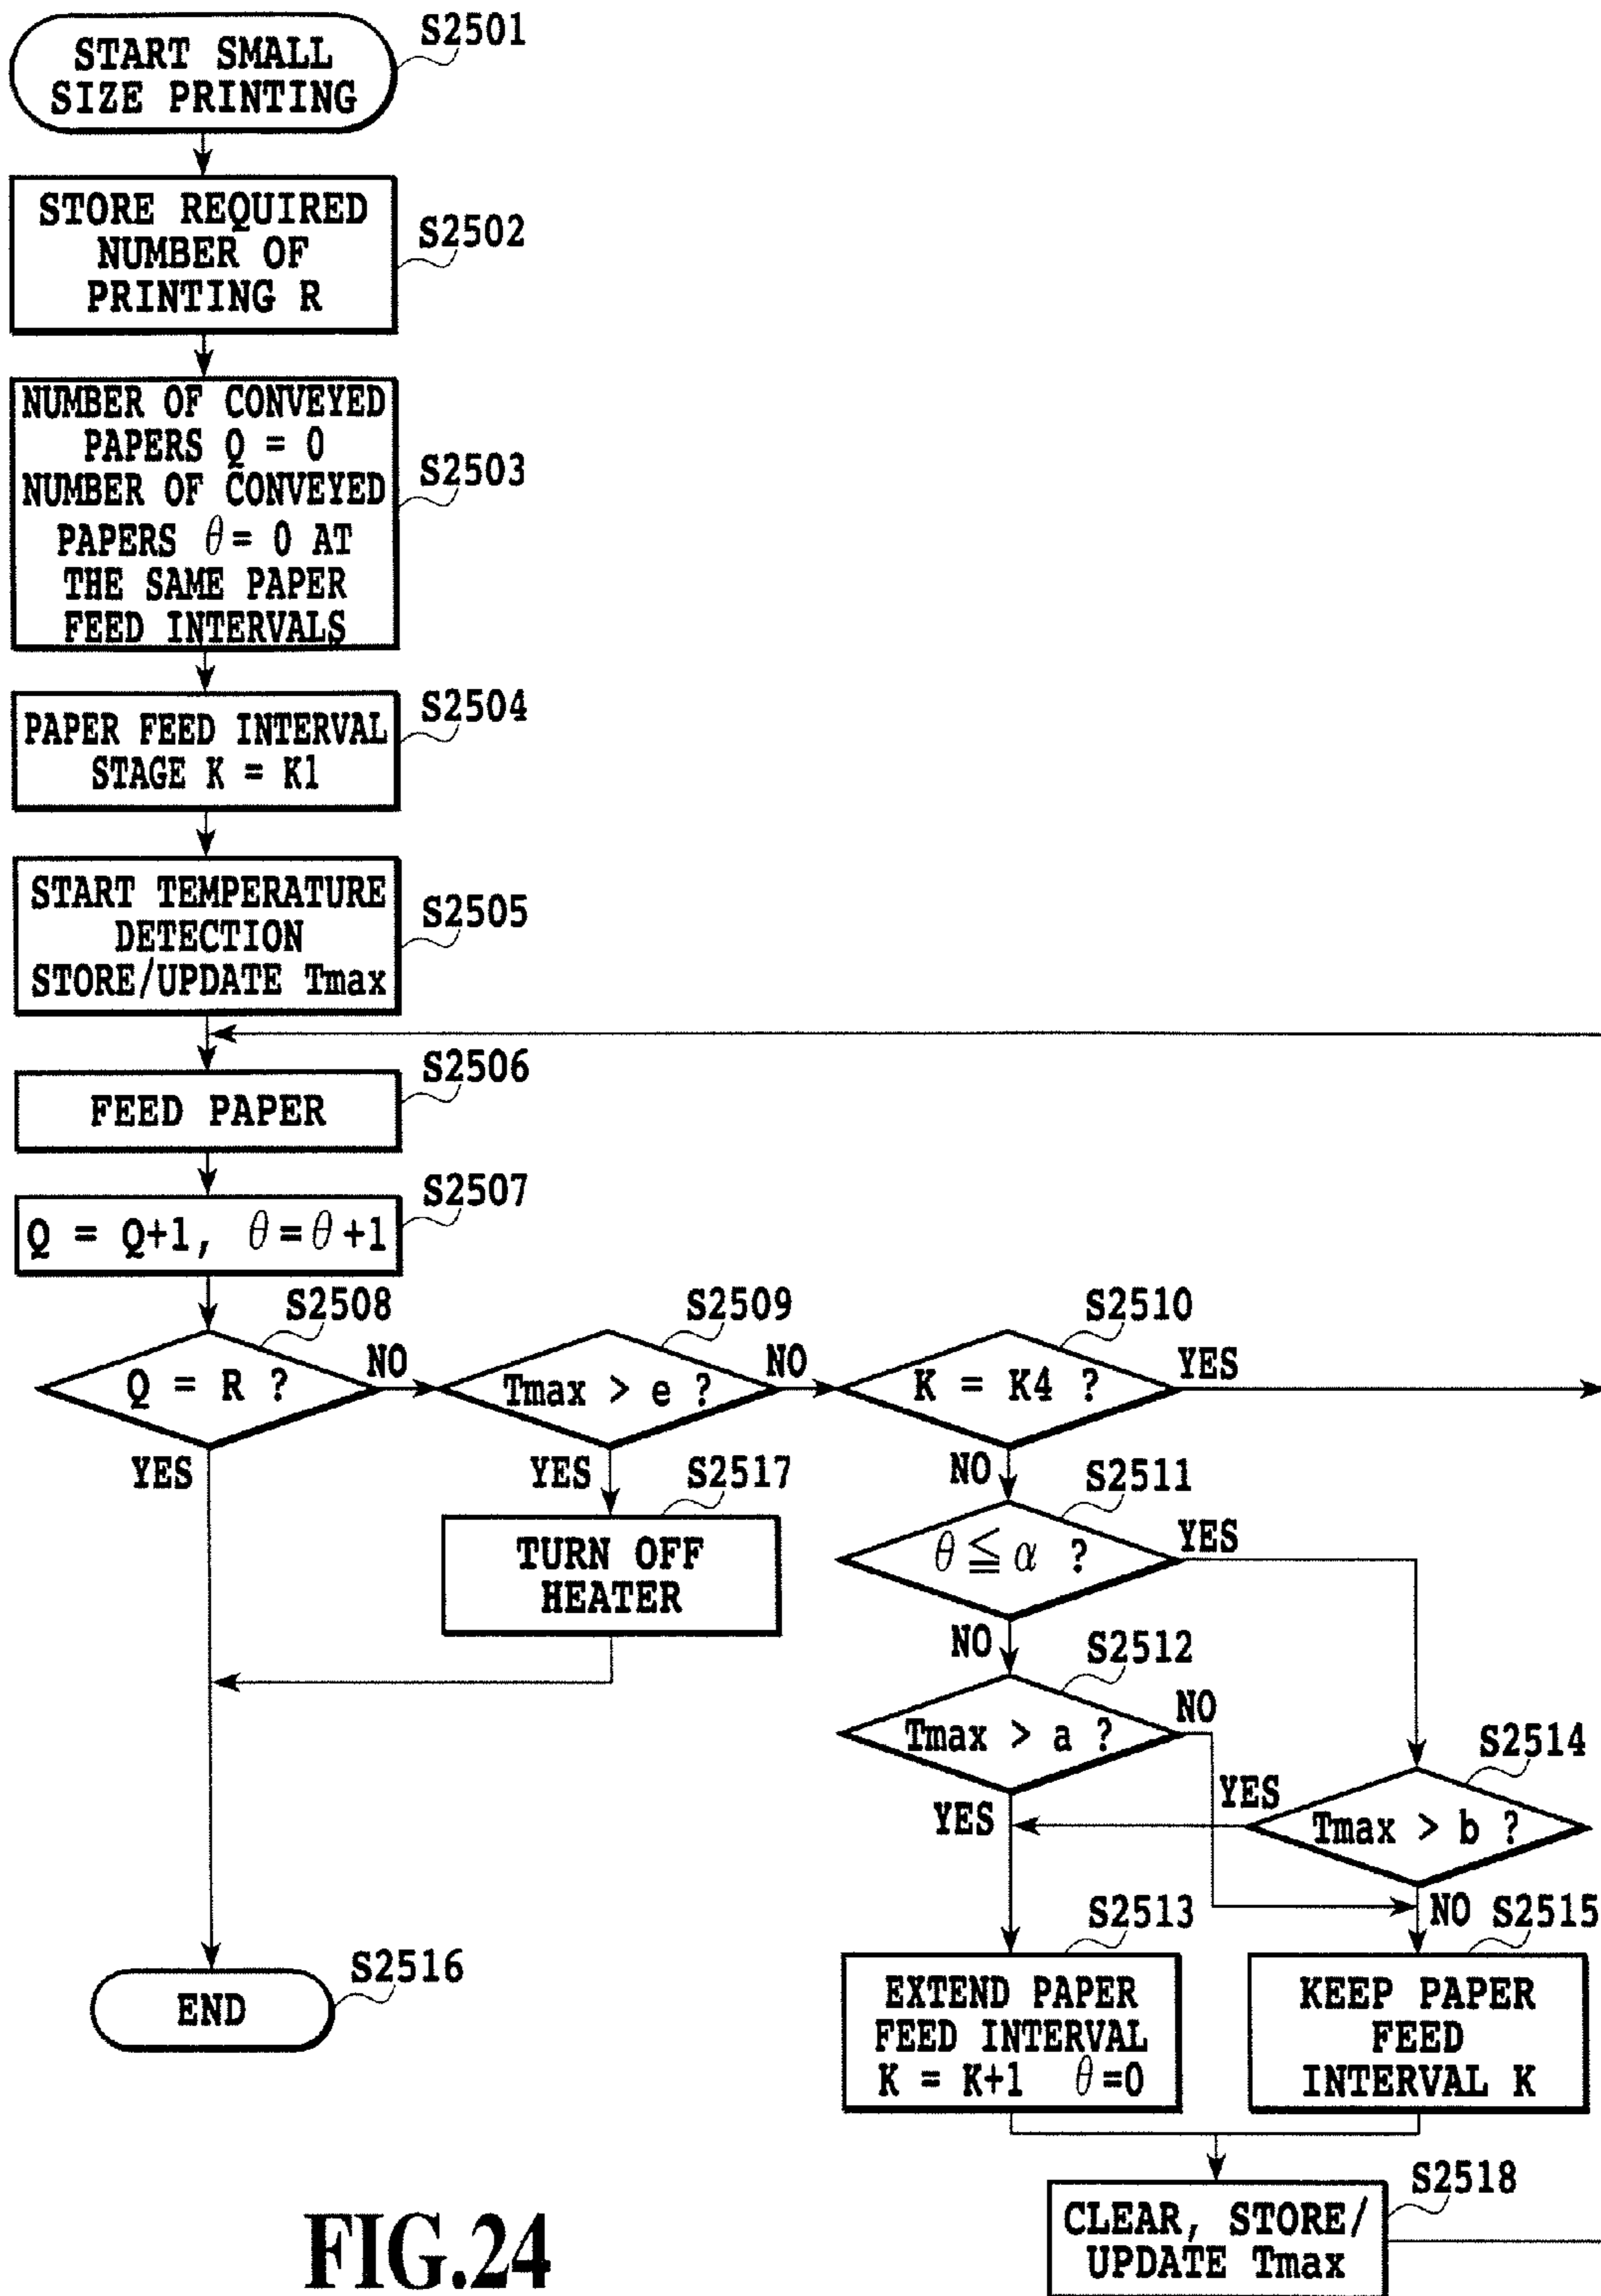 START SMALL
SIZE PRINTING
S2501
STORE REQUIRED
NUMBER OF
PRINTING R
S2502
NUMBER OF CONVEYED
PAPERS Q = 0
NUMBER OF CONVEYED
PAPERS θ= 0 AT
THE SAME PAPER
FEED INTERVALS
S2503
PAPER FEED INTERVAL
STAGE K = K1
S2504
START TEMPERATURE
DETECTION
STORE/UPDATE Tmax
S2505
FEED PAPER
S2506
Q = Q+1, θ=θ+1
S2507
Q = R ?
S2508
NO
YES
Tmax > e ?
S2509
NO
YES
K = K4 ?
S2510
YES
NO
TURN OFF
HEATER
S2517
θ ≦ α ?
S2511
YES
NO
Tmax > a ?
S2512
NO
YES
Tmax > b ?
S2514
YES
NO
EXTEND PAPER
FEED INTERVAL
K = K+1 θ=0
S2513
KEEP PAPER
FEED
INTERVAL K
S2515
END
S2516
CLEAR, STORE/
UPDATE Tmax
S2518
FIG.24